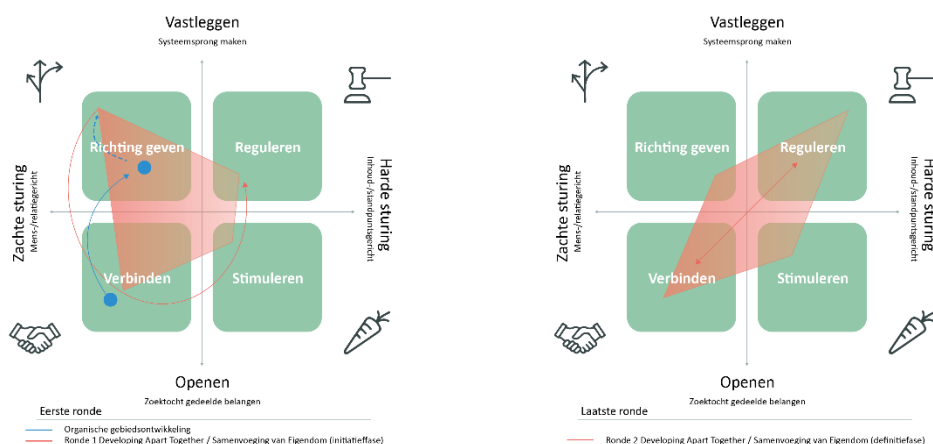 Vastleggen
Systeemsprong maken
Richting geven
Reguleren
Zachte sturing
Mens-/relatiegericht
Harde sturing
Inhoud-/standpuntsgericht
Verbinden
Stimuleren
Openen
Zoektocht gedeelde belangen
Eerste ronde
Organische gebiedsontwikkeling
Ronde 1 Developing Apart Together / Samenvoeging van Eigendom (initiatieffase)
Vastleggen
Systeemsprong maken
Richting geven
Reguleren
Zachte sturing
Mens-/relatiegericht
Harde sturing
Inhoud-/standpuntsgericht
Verbinden
Stimuleren
Openen
Zoektocht gedeelde belangen
Laatste ronde
Ronde 2 Developing Apart Together / Samenvoeging van Eigendom (definitiefase)